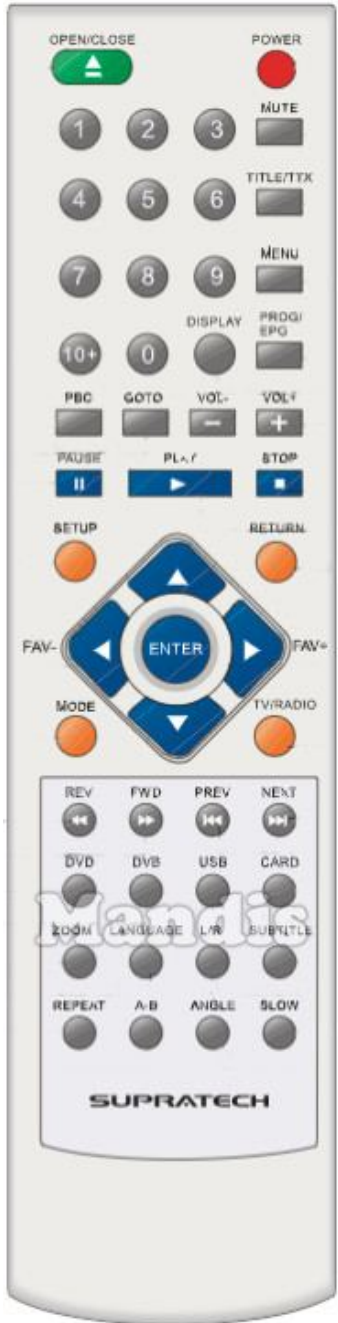 OPEN/CLOSE POWER
MUTE
1 2 3
TITLE/TTX
4 5 6
MENU
7 8 9
DISPLAY PROG/
EPG
10+ 0
PBC GOTO VOL- VOL+
PAUSE PLAY STOP
SETUP RETURN
FAV- ENTER FAV+
MODE TV/RADIO
REV FWD PREV NEXT
DVD DVB USB CARD
Mandis
ZOOM LANGUAGE L/R SUBTITLE
REPEAT A-B ANGLE SLOW
SUPRATECH